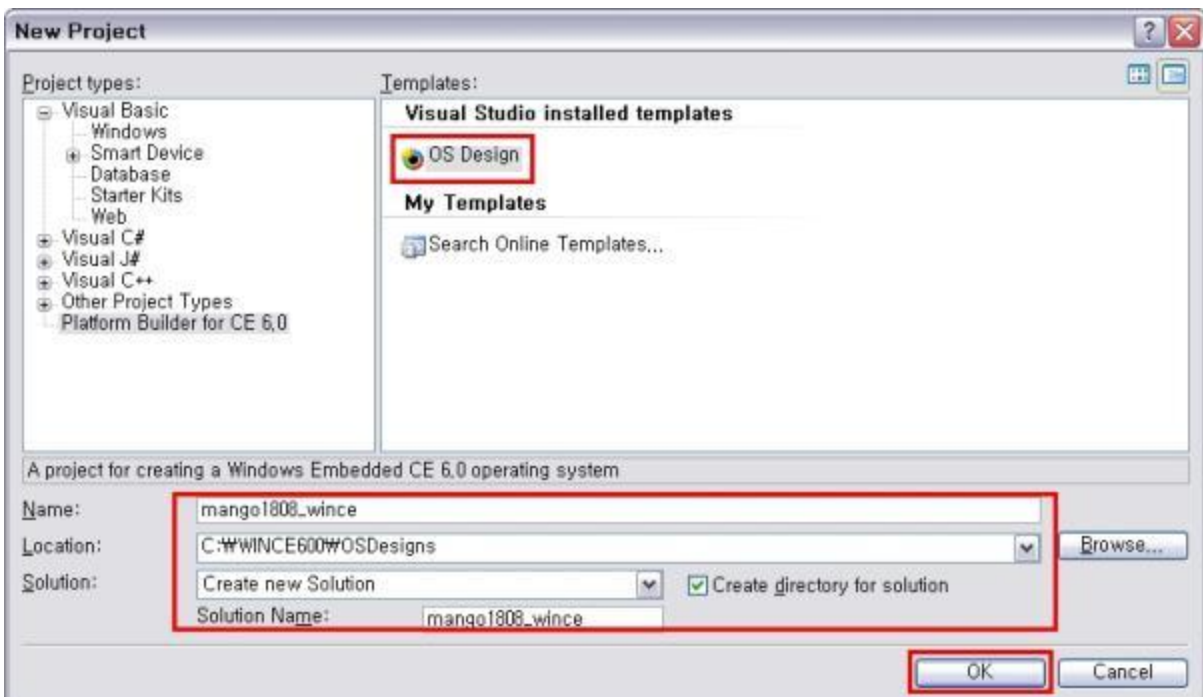 New Project
Project types:
Templates:
Visual Basic
Windows
Smart Device
Database
Starter Kits
Web
Visual C#
Visual J#
Visual C++
Other Project Types
Platform Builder for CE 6,0
Visual Studio installed templates
OS Design
My Templates
Search Online Templates,,,
A project for creating a Windows Embedded CE 6,0 operating system
Name:
mango1808_wince
Location:
C:₩WINCE600₩OSDesigns
Browse,,,
Solution:
Create new Solution
Create directory for solution
Solution Name:
mango1808_wince
OK
Cancel